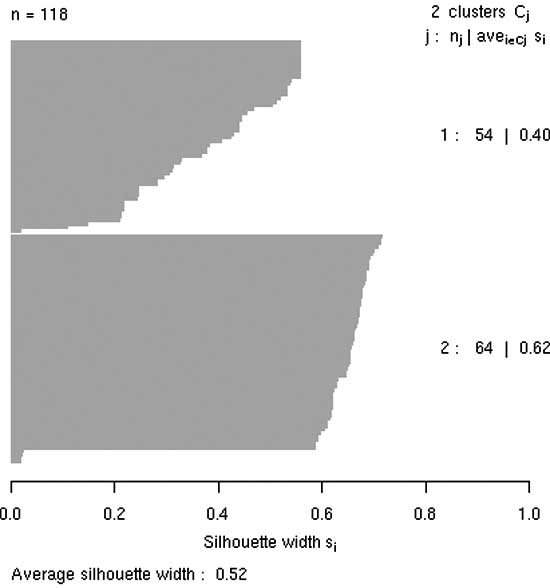 n = 118
2 clusters Cj
j : nj | ave i∈Cj si
1 : 54 | 0.40
2 : 64 | 0.62
0.0 0.2 0.4 0.6 0.8 1.0
Silhouette width si
Average silhouette width : 0.52